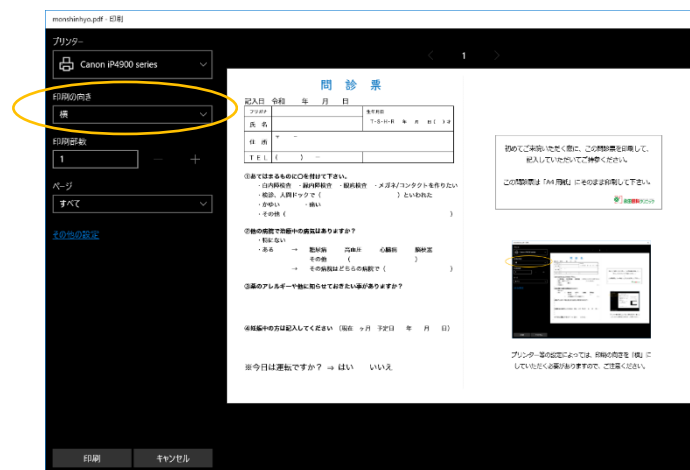 monshinhyo.pdf - 印刷
プリンター
Canon iP4900 series
印刷の向き
横
印刷部数
1
ページ
すべて
その他の設定
印刷
キャンセル
1
問 診 票
記入日 令和 年 月 日
フリガナ
生年月日
氏 名
T・S・H・R 年 月 日( )才
住 所
〒 -
TEL ( ) -
①あてはまるものに○を付けて下さい。
・白内障検査 ・緑内障検査 ・眼底検査 ・メガネ/コンタクトを作りたい
・検診、人間ドックで( )といわれた
・かゆい ・痛い
・その他 ( )
②他の病院で治療中の病気はありますか?
・特にない
・ある → 糖尿病 高血圧 心臓病 脳梗塞
その他 ( )
→ その病院はどちらの病院で ( )
③薬のアレルギーや他に知らせておきたい事がありますか?
④妊娠中の方は記入してください (現在 ヶ月 予定日 年 月 日)
※今日は運転ですか? ⇒ はい いいえ
初めてご来院いただく際に、この問診票を印刷して、
記入していただいてご持参ください。
この問診票は「A4用紙」にそのまま印刷して下さい。
プリンター等の設定によっては、印刷の向きを「横」に
していただく必要がありますので、ご注意ください。